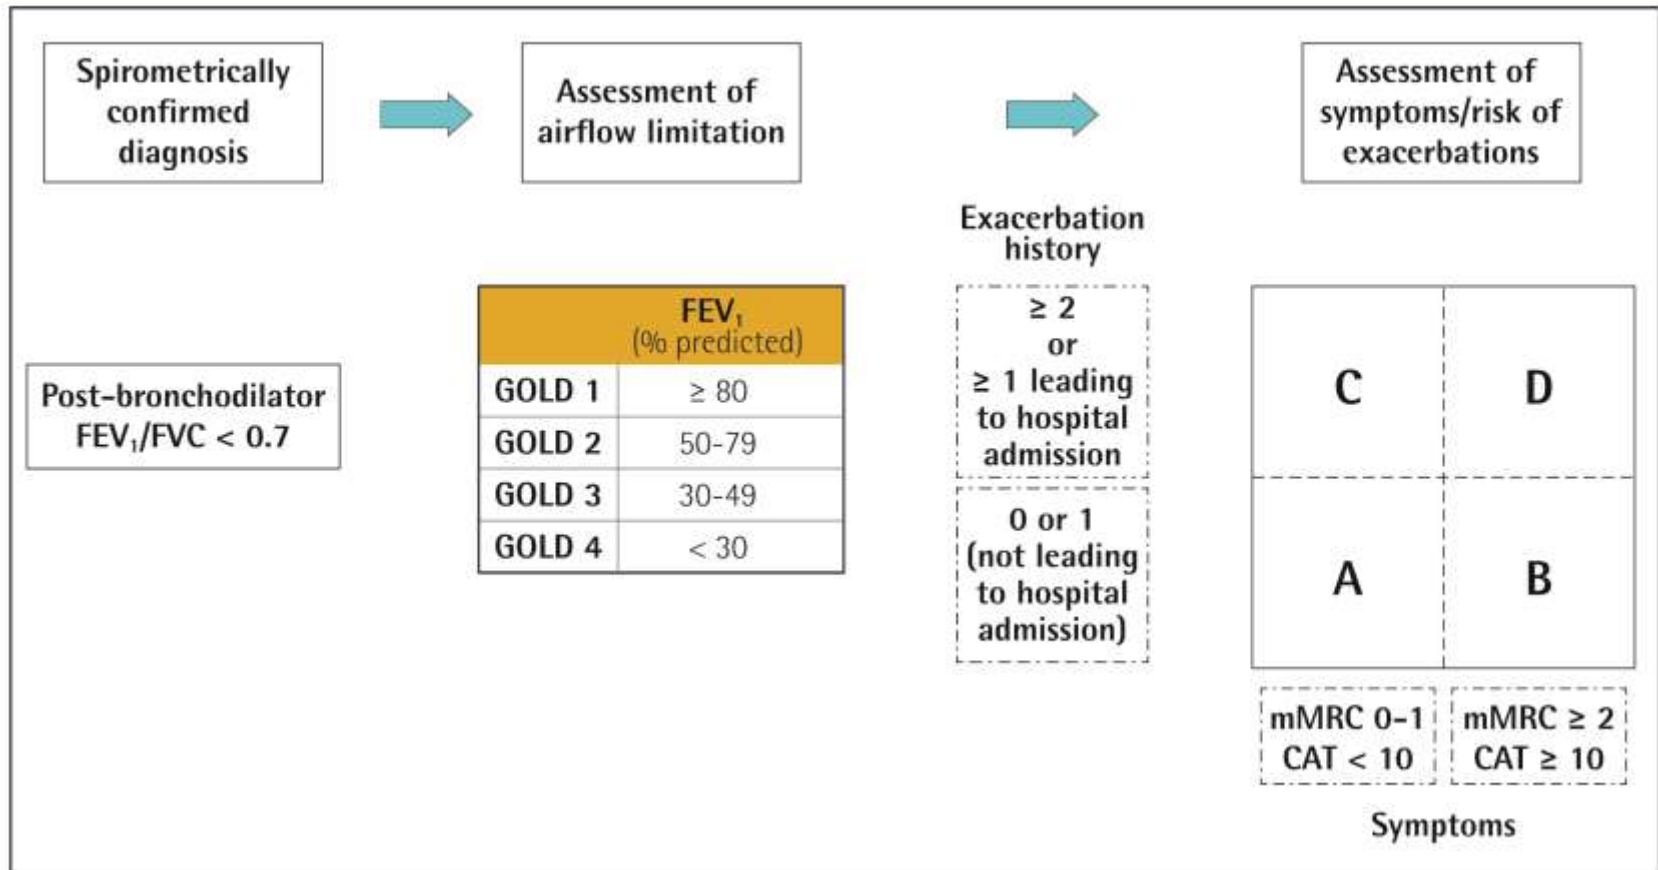 Spirometrically
confirmed
diagnosis
Assessment of
airflow limitation
Assessment of
symptoms/risk of
exacerbations
Exacerbation
history
Post-bronchodilator
FEV₁/FVC < 0.7
FEV₁
(% predicted)
GOLD 1 ≥ 80
GOLD 2 50-79
GOLD 3 30-49
GOLD 4 < 30
≥ 2
or
≥ 1 leading
to hospital
admission
0 or 1
(not leading
to hospital
admission)
C D
A B
mMRC 0-1
CAT < 10
mMRC ≥ 2
CAT ≥ 10
Symptoms